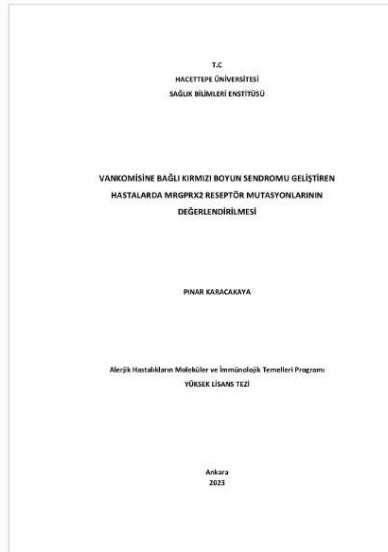 T.C
HACETTEPE ÜNİVERSİTESİ
SAĞLIK BİLİMLERİ ENSTİTÜSÜ
VANKOMİSİNE BAĞLI KIRMIZI BOYUN SENDROMU GELİŞTİREN
HASTALARDA MRGPRX2 RESEPTÖR MUTASYONLARININ
DEĞERLENDİRİLMESİ
PINAR KARACAKAYA
Alerjik Hastalıkların Moleküler ve İmmünolojik Temelleri Programı
YÜKSEK LİSANS TEZİ
Ankara
2023